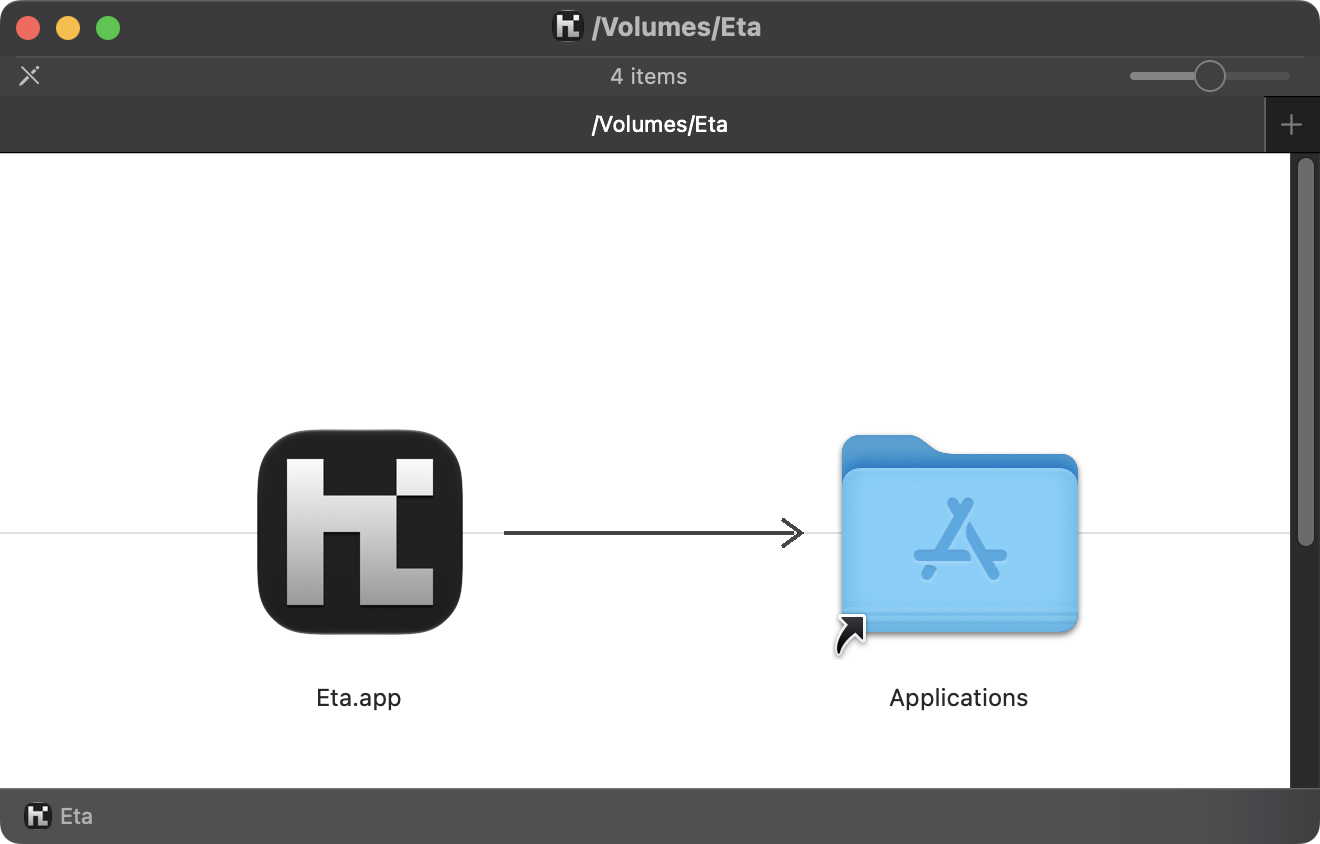 /Volumes/Eta
4 items
/Volumes/Eta
Eta.app
Applications
Eta